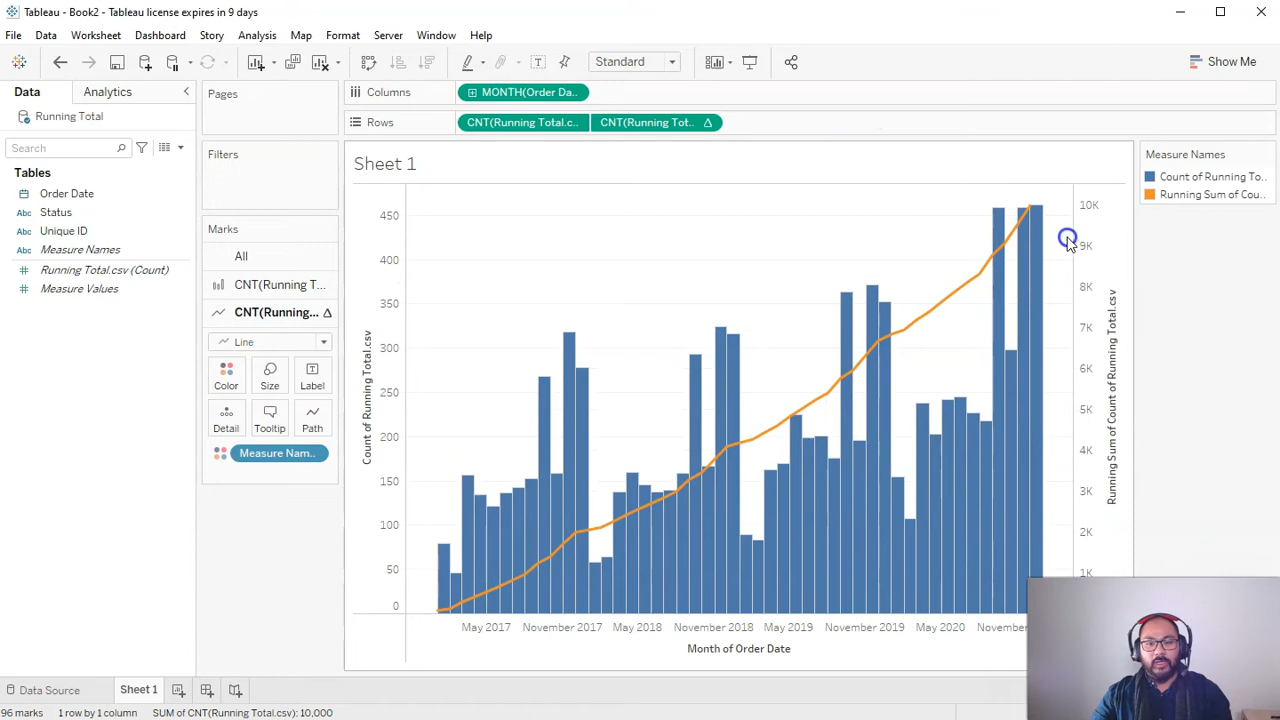 Tableau - Book2 - Tableau license expires in 9 days
File Data Worksheet Dashboard Story Analysis Map Format Server Window Help
Standard
Show Me
Data Analytics
Pages
Columns
MONTH(Order Da..
Running Total
Rows
CNT(Running Total.c.. CNT(Running Tot..
Search
Filters
Sheet 1
Measure Names
Count of Running To..
Running Sum of Cou..
Tables
Order Date
Abc Status
Abc Unique ID
Abc Measure Names
Running Total.csv (Count)
Measure Values
Marks
All
CNT(Running T...
CNT(Running...
Line
Color Size Label
Detail Tooltip Path
Measure Nam..
Count of Running Total.csv
450
400
350
300
250
200
150
100
50
0
10K
9K
8K
7K
6K
5K
4K
3K
2K
1K
Running Sum of Count of Running Total.csv
May 2017 November 2017 May 2018 November 2018 May 2019 November 2019 May 2020
Month of Order Date
Data Source Sheet 1
96 marks 1 row by 1 column SUM of CNT(Running Total.csv): 10,000